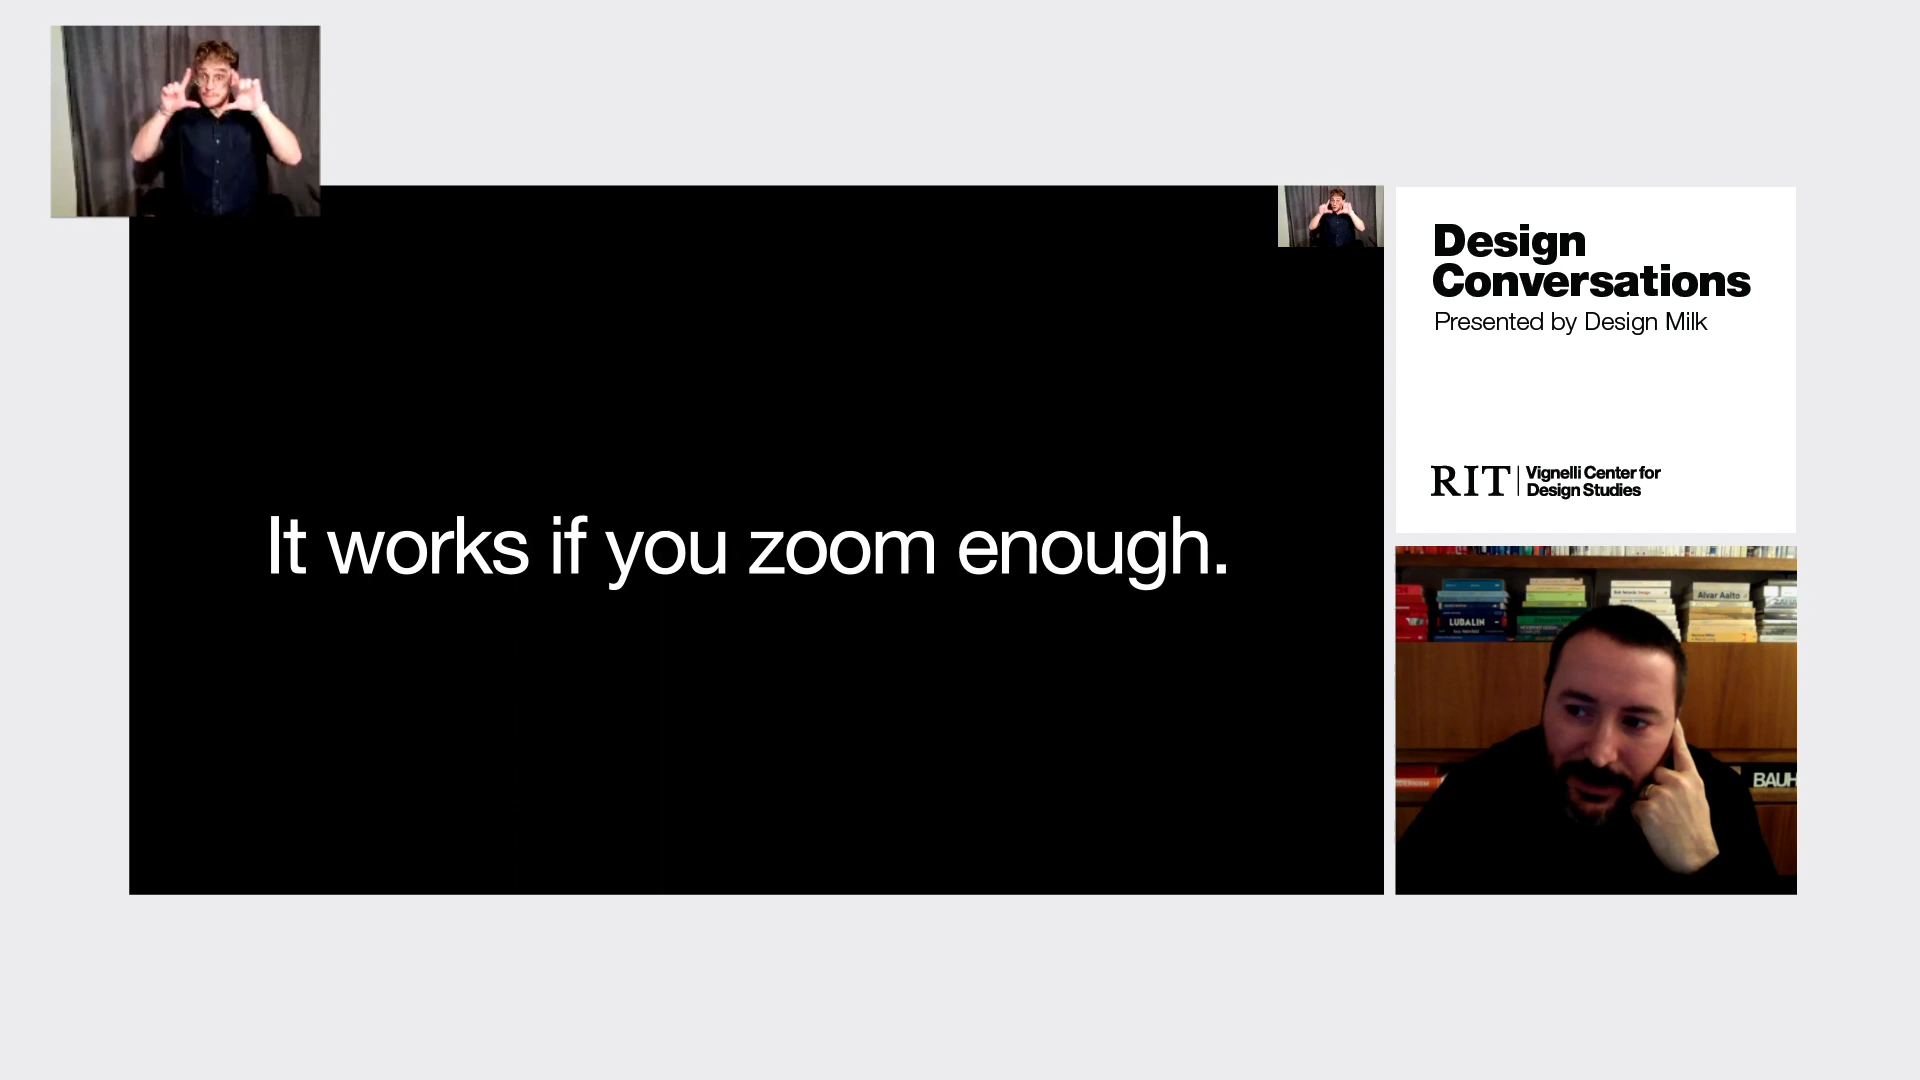 It works if you zoom enough.
Design
Conversations
Presented by Design Milk
RIT
Vignelli Center for
Design Studies
LUBALIN
Alvar Aalto
BAUH